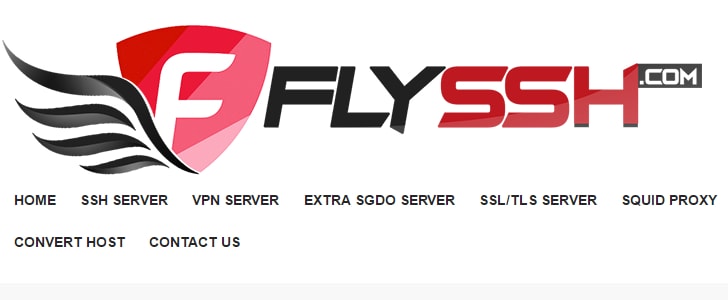 F FLYSSH.COM
HOME SSH SERVER VPN SERVER EXTRA SGDO SERVER SSL/TLS SERVER SQUID PROXY
CONVERT HOST CONTACT US